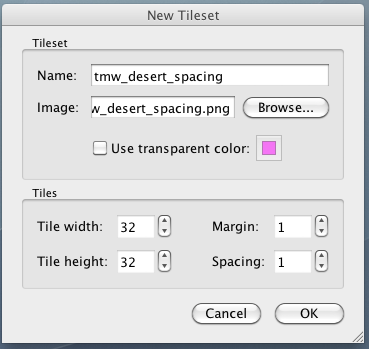 New Tileset
Tileset
Name: tmw_desert_spacing
Image: w_desert_spacing.png Browse...
Use transparent color:
Tiles
Tile width: 32 Margin: 1
Tile height: 32 Spacing: 1
Cancel OK